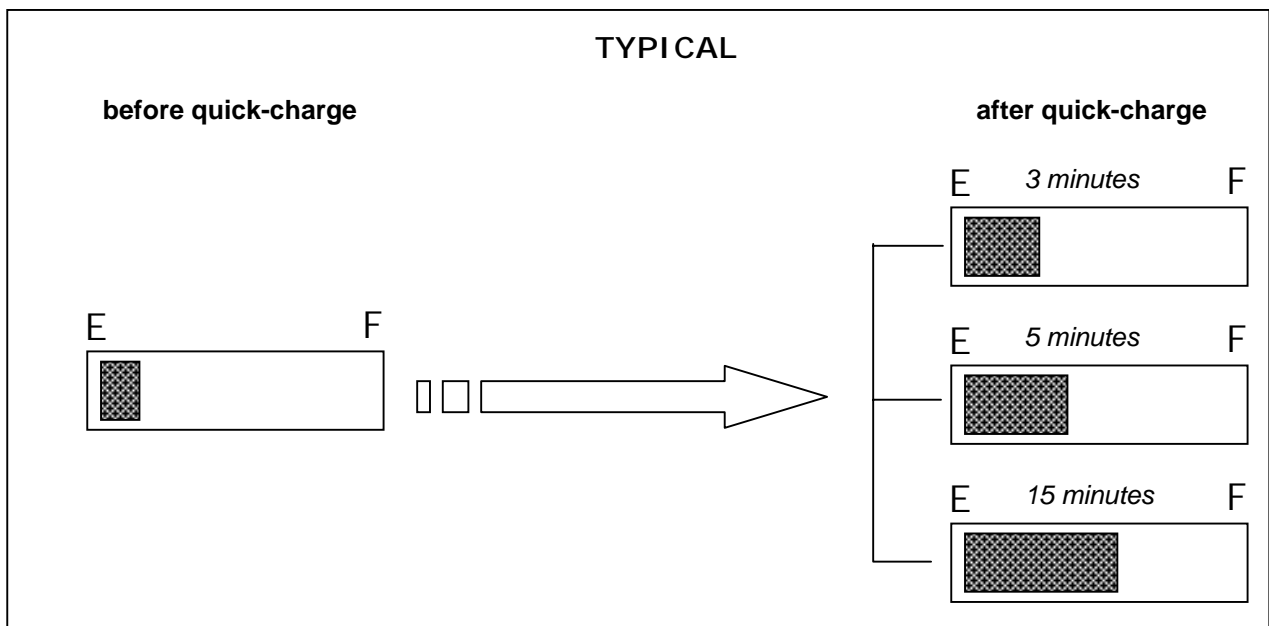 TYPICAL
before quick-charge
after quick-charge
E 3 minutes F
E F
E 5 minutes F
E 15 minutes F